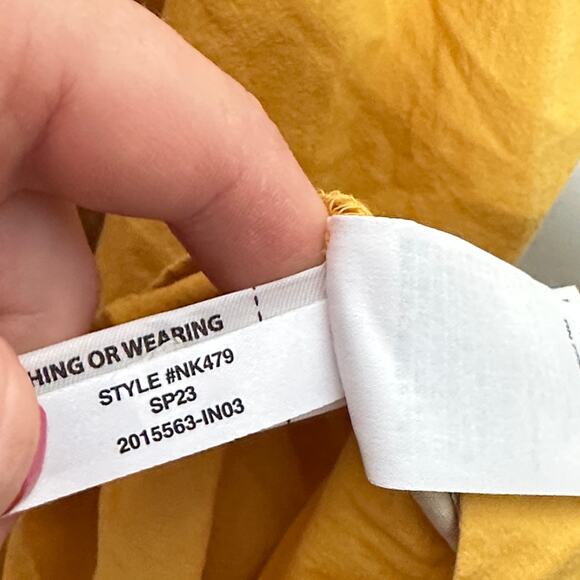 HING OR WEARING
STYLE #NK479
SP23
2015563-IN03